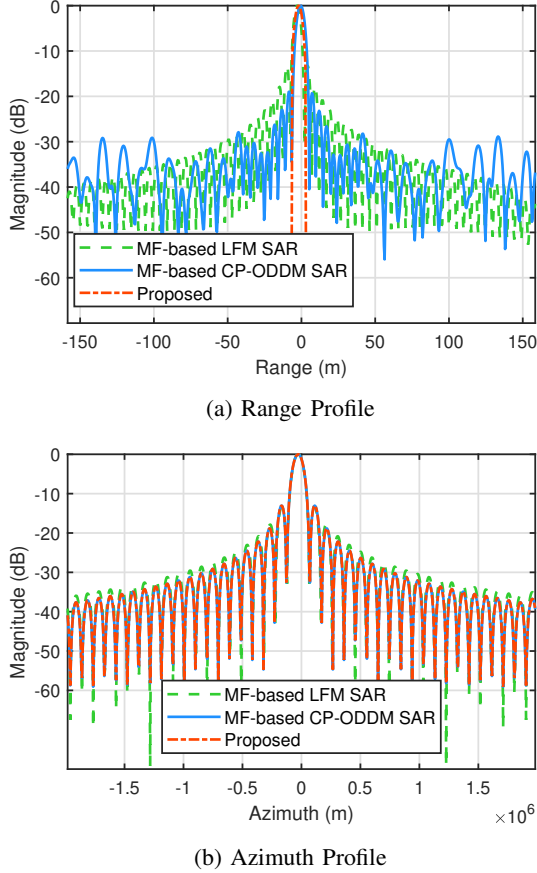 0
-10
-20
-30
-40
-50
-60
Magnitude (dB)
MF-based LFM SAR
MF-based CP-ODDM SAR
Proposed
-150 -100 -50 0 50 100 150
Range (m)
(a) Range Profile
0
-10
-20
-30
-40
-50
-60
Magnitude (dB)
MF-based LFM SAR
MF-based CP-ODDM SAR
Proposed
-1.5 -1 -0.5 0 0.5 1 1.5
Azimuth (m) ×10^6
(b) Azimuth Profile